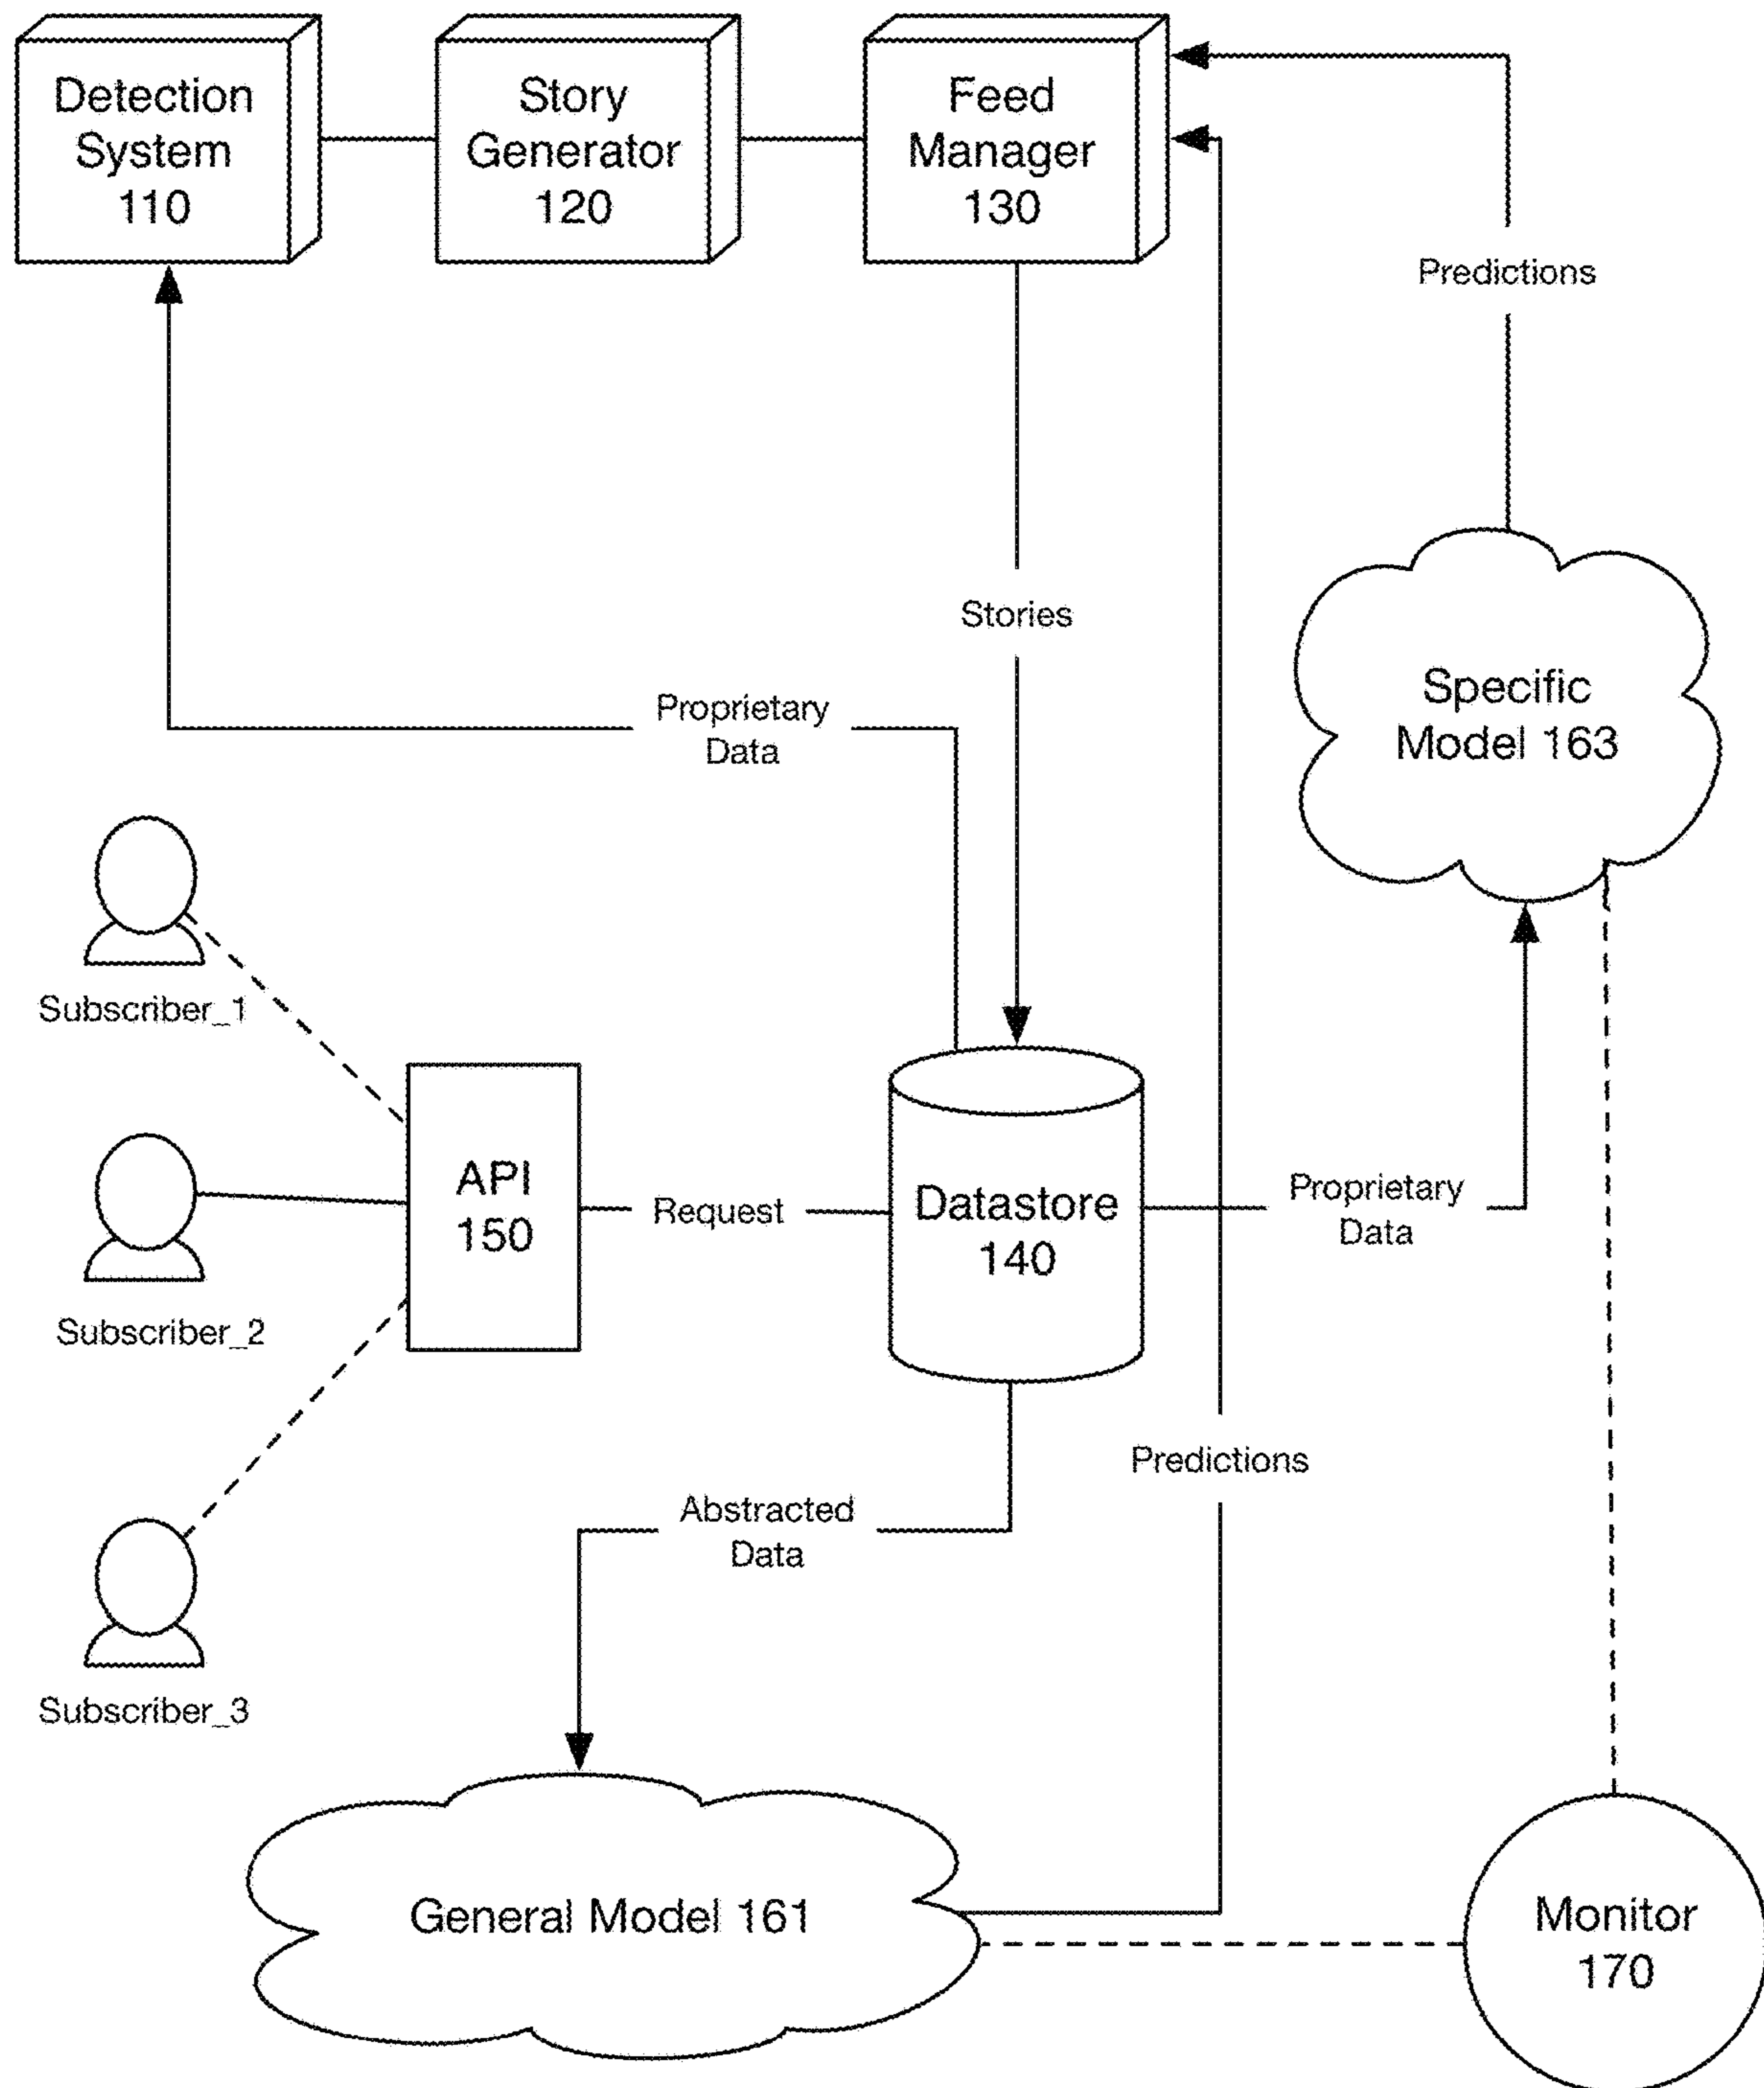 Detection
System
110
Story
Generator
120
Feed
Manager
130
Predictions
Stories
Specific
Model 163
Proprietary
Data
Subscriber_1
API
150
Request
Datastore
140
Proprietary
Data
Subscriber_2
Predictions
Abstracted
Data
Subscriber_3
General Model 161
Monitor
170